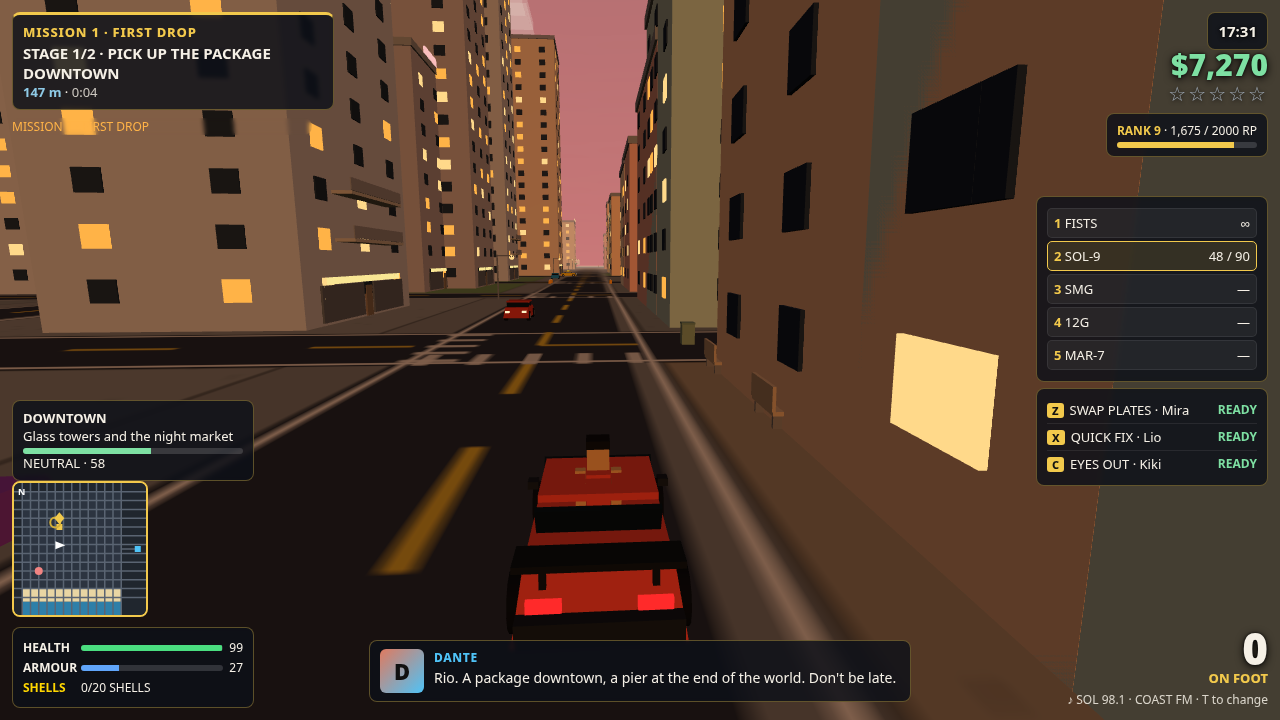 MISSION 1 · FIRST DROP
STAGE 1/2 · PICK UP THE PACKAGE
DOWNTOWN
147 m · 0:04
MISSION RST DROP
17:31
$7,270
☆☆☆☆☆
RANK 9 · 1,675 / 2000 RP
1 FISTS ∞
2 SOL-9 48 / 90
3 SMG —
4 12G —
5 MAR-7 —
Z SWAP PLATES · Mira READY
X QUICK FIX · Lio READY
C EYES OUT · Kiki READY
DOWNTOWN
Glass towers and the night market
NEUTRAL · 58
N
HEALTH 99
ARMOUR 27
SHELLS 0/20 SHELLS
D
DANTE
Rio. A package downtown, a pier at the end of the world. Don't be late.
0
ON FOOT
♪ SOL 98.1 · COAST FM · T to change